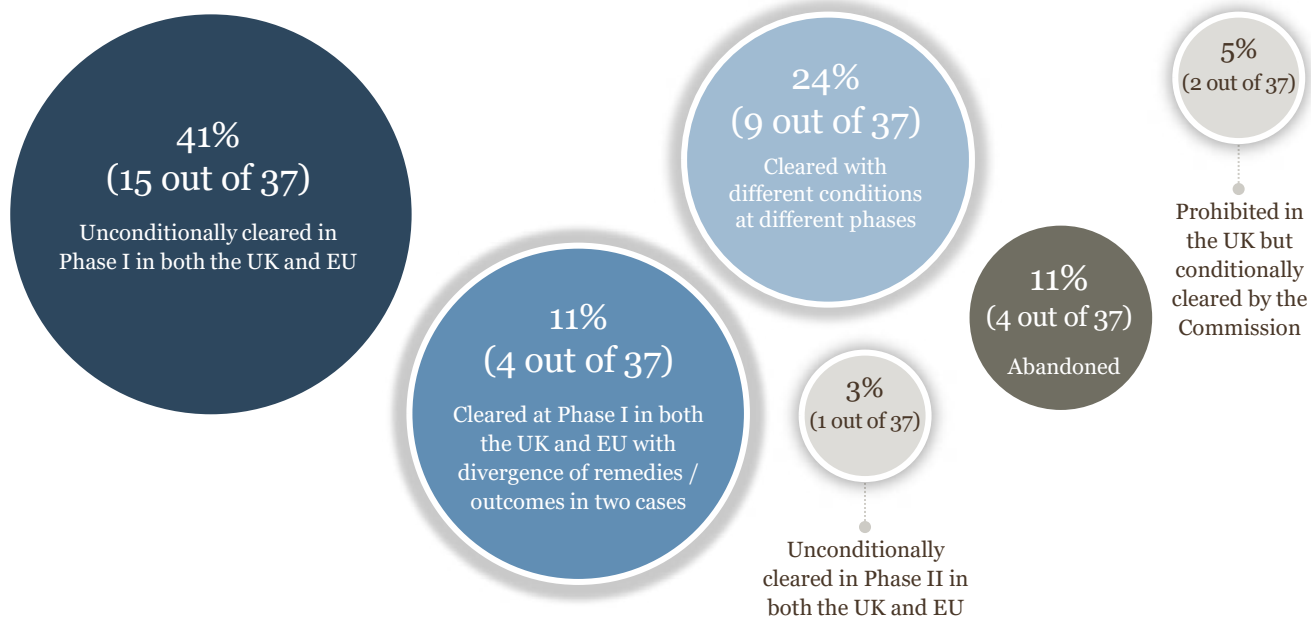 41%
(15 out of 37)
Unconditionally cleared in
Phase I in both the UK and EU
11%
(4 out of 37)
Cleared at Phase I in both
the UK and EU with
divergence of remedies /
outcomes in two cases
24%
(9 out of 37)
Cleared with
different conditions
at different phases
3%
(1 out of 37)
Unconditionally
cleared in Phase II in
both the UK and EU
11%
(4 out of 37)
Abandoned
5%
(2 out of 37)
Prohibited in
the UK but
conditionally
cleared by the
Commission